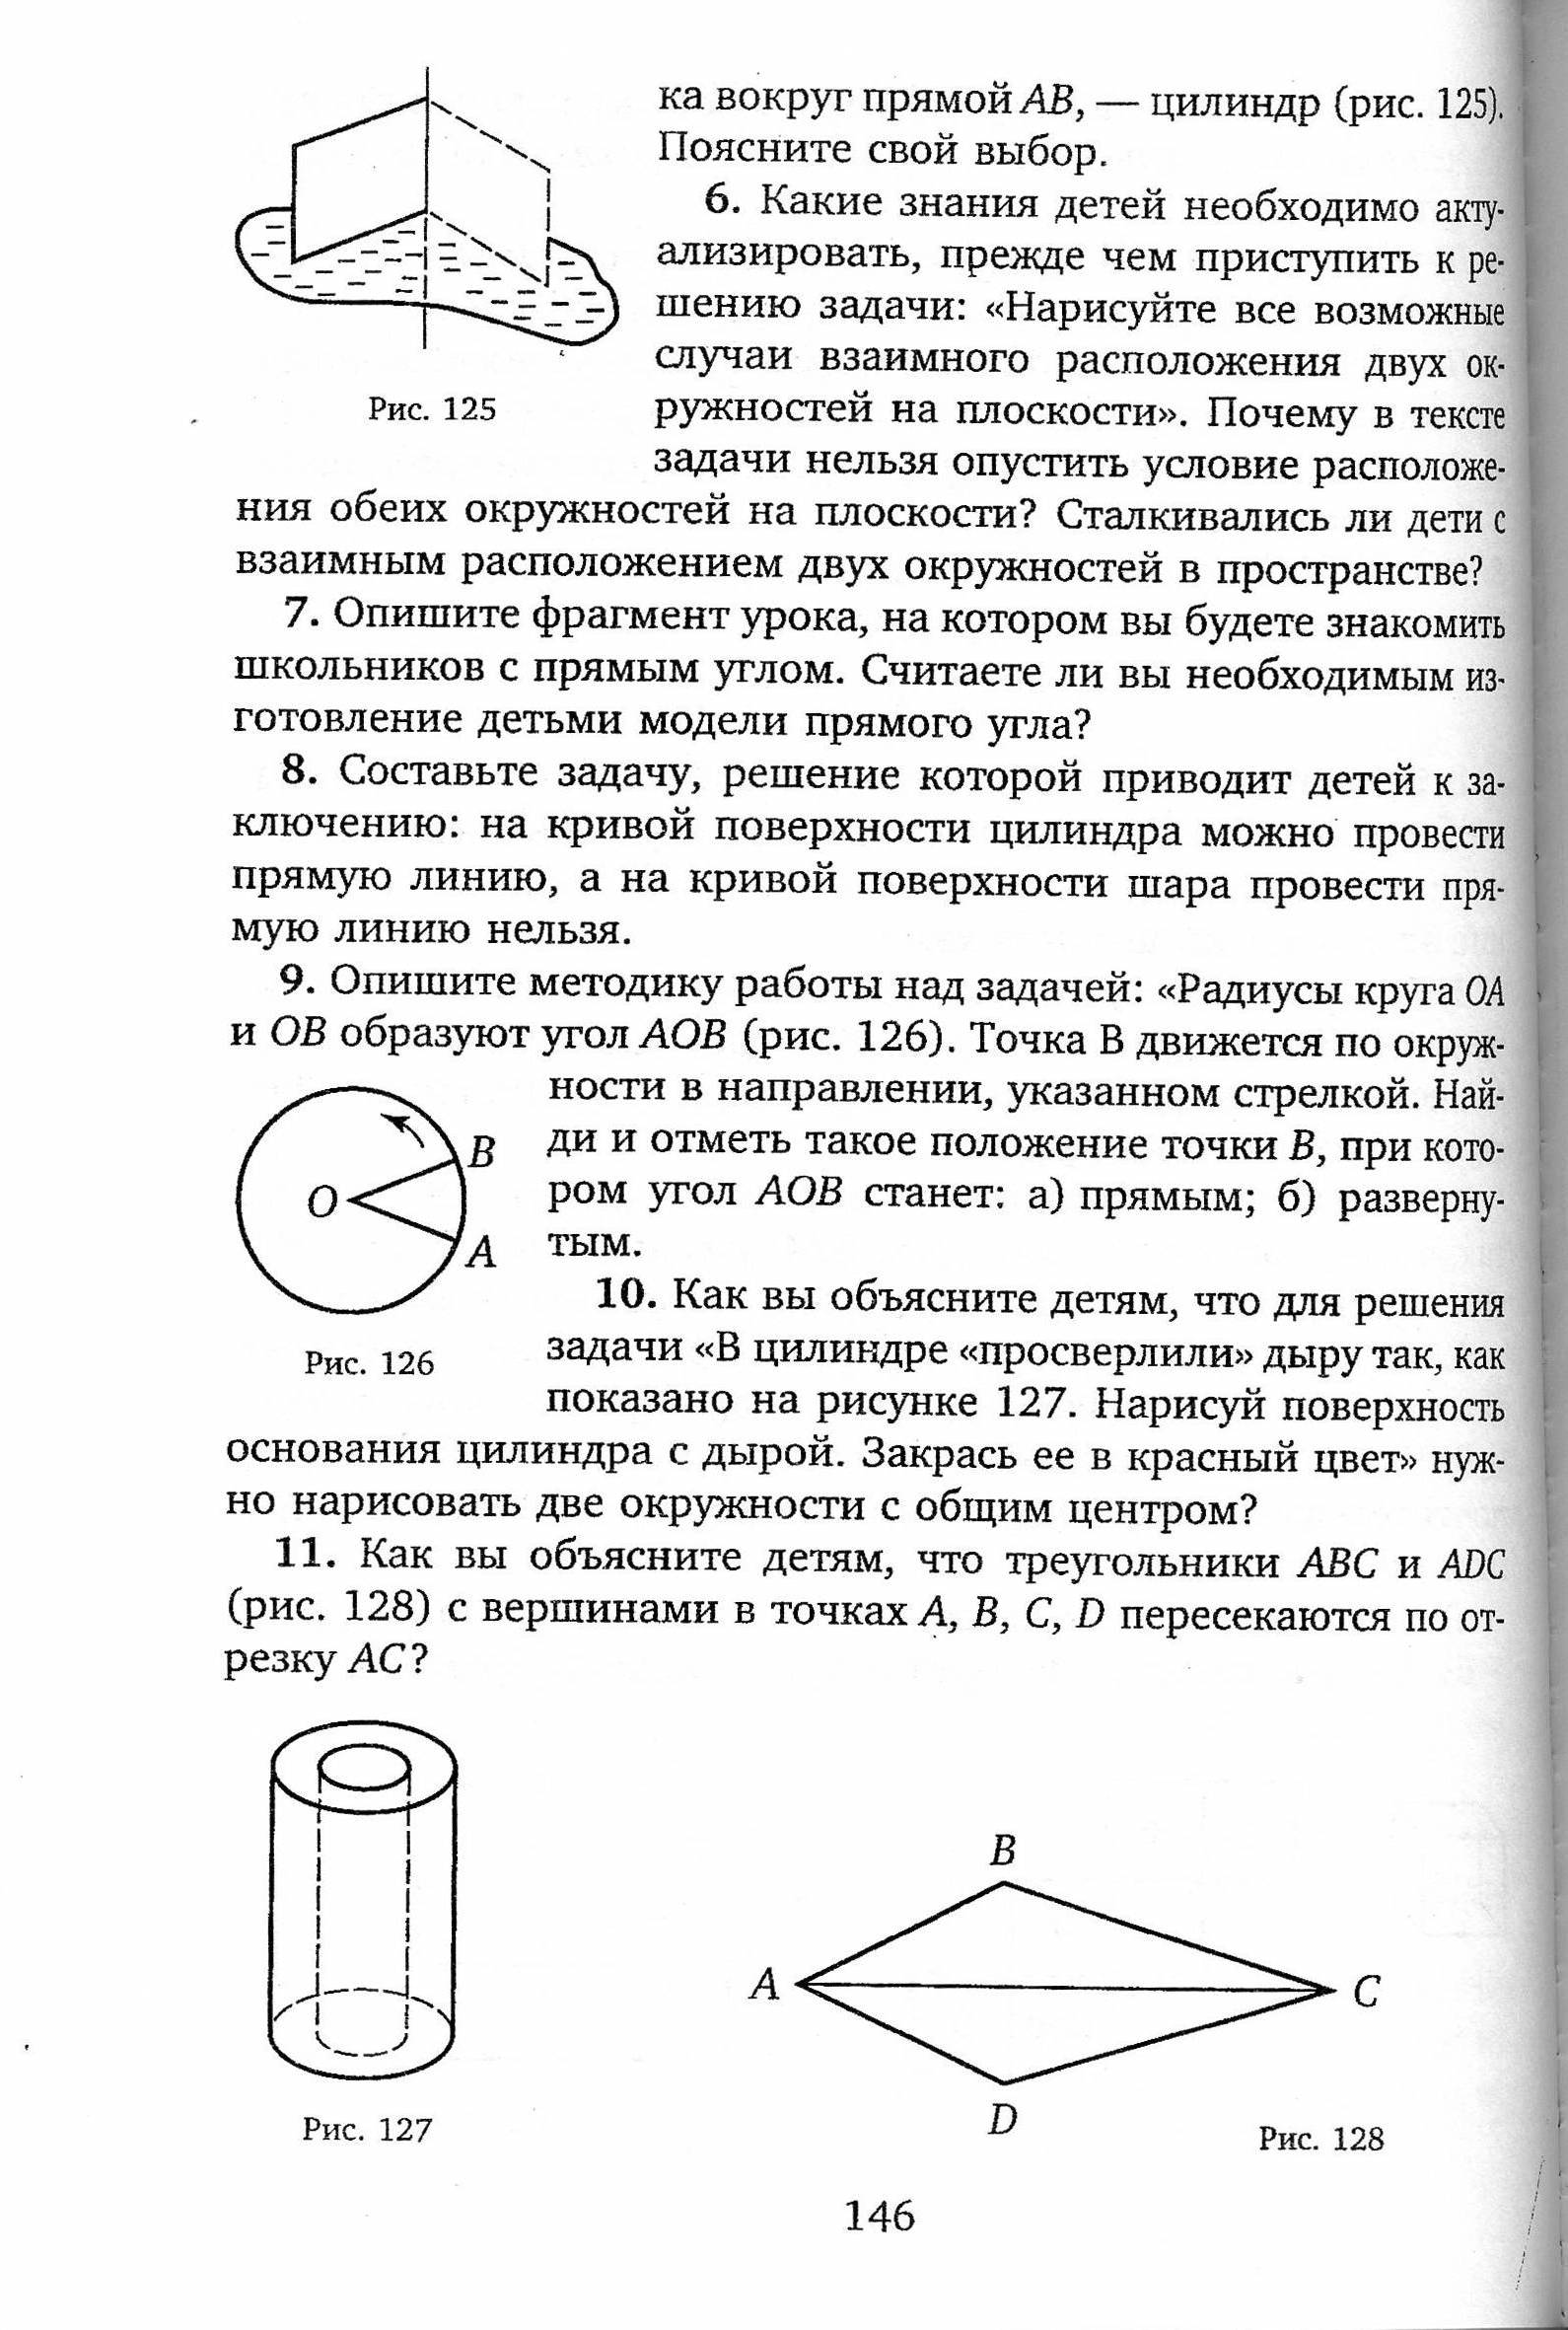 ка вокруг прямой AB, — цилиндр (рис. 125).
Поясните свой выбор.
6. Какие знания детей необходимо акту-
ализировать, прежде чем приступить к ре-
шению задачи: «Нарисуйте все возможные
случаи взаимного расположения двух ок-
Рис. 125
ружностей на плоскости». Почему в тексте
задачи нельзя опустить условие расположе-
ния обеих окружностей на плоскости? Сталкивались ли дети с
взаимным расположением двух окружностей в пространстве?
7. Опишите фрагмент урока, на котором вы будете знакомить
школьников с прямым углом. Считаете ли вы необходимым из-
готовление детьми модели прямого угла?
8. Составьте задачу, решение которой приводит детей к за-
ключению: на кривой поверхности цилиндра можно провести
прямую линию, а на кривой поверхности шара провести пря-
мую линию нельзя.
9. Опишите методику работы над задачей: «Радиусы круга OA
и OB образуют угол AOB (рис. 126). Точка B движется по окруж-
ности в направлении, указанном стрелкой. Най-
ди и отметь такое положение точки B, при кото-
ром угол AOB станет: а) прямым; б) разверну-
тым.
B
O
A
Рис. 126
10. Как вы объясните детям, что для решения
задачи «В цилиндре «просверлили» дыру так, как
показано на рисунке 127. Нарисуй поверхность
основания цилиндра с дырой. Закрась ее в красный цвет» нуж-
но нарисовать две окружности с общим центром?
11. Как вы объясните детям, что треугольники ABC и ADC
(рис. 128) с вершинами в точках A, B, C, D пересекаются по от-
резку AC?
B
A
C
D
Рис. 127
Рис. 128
146